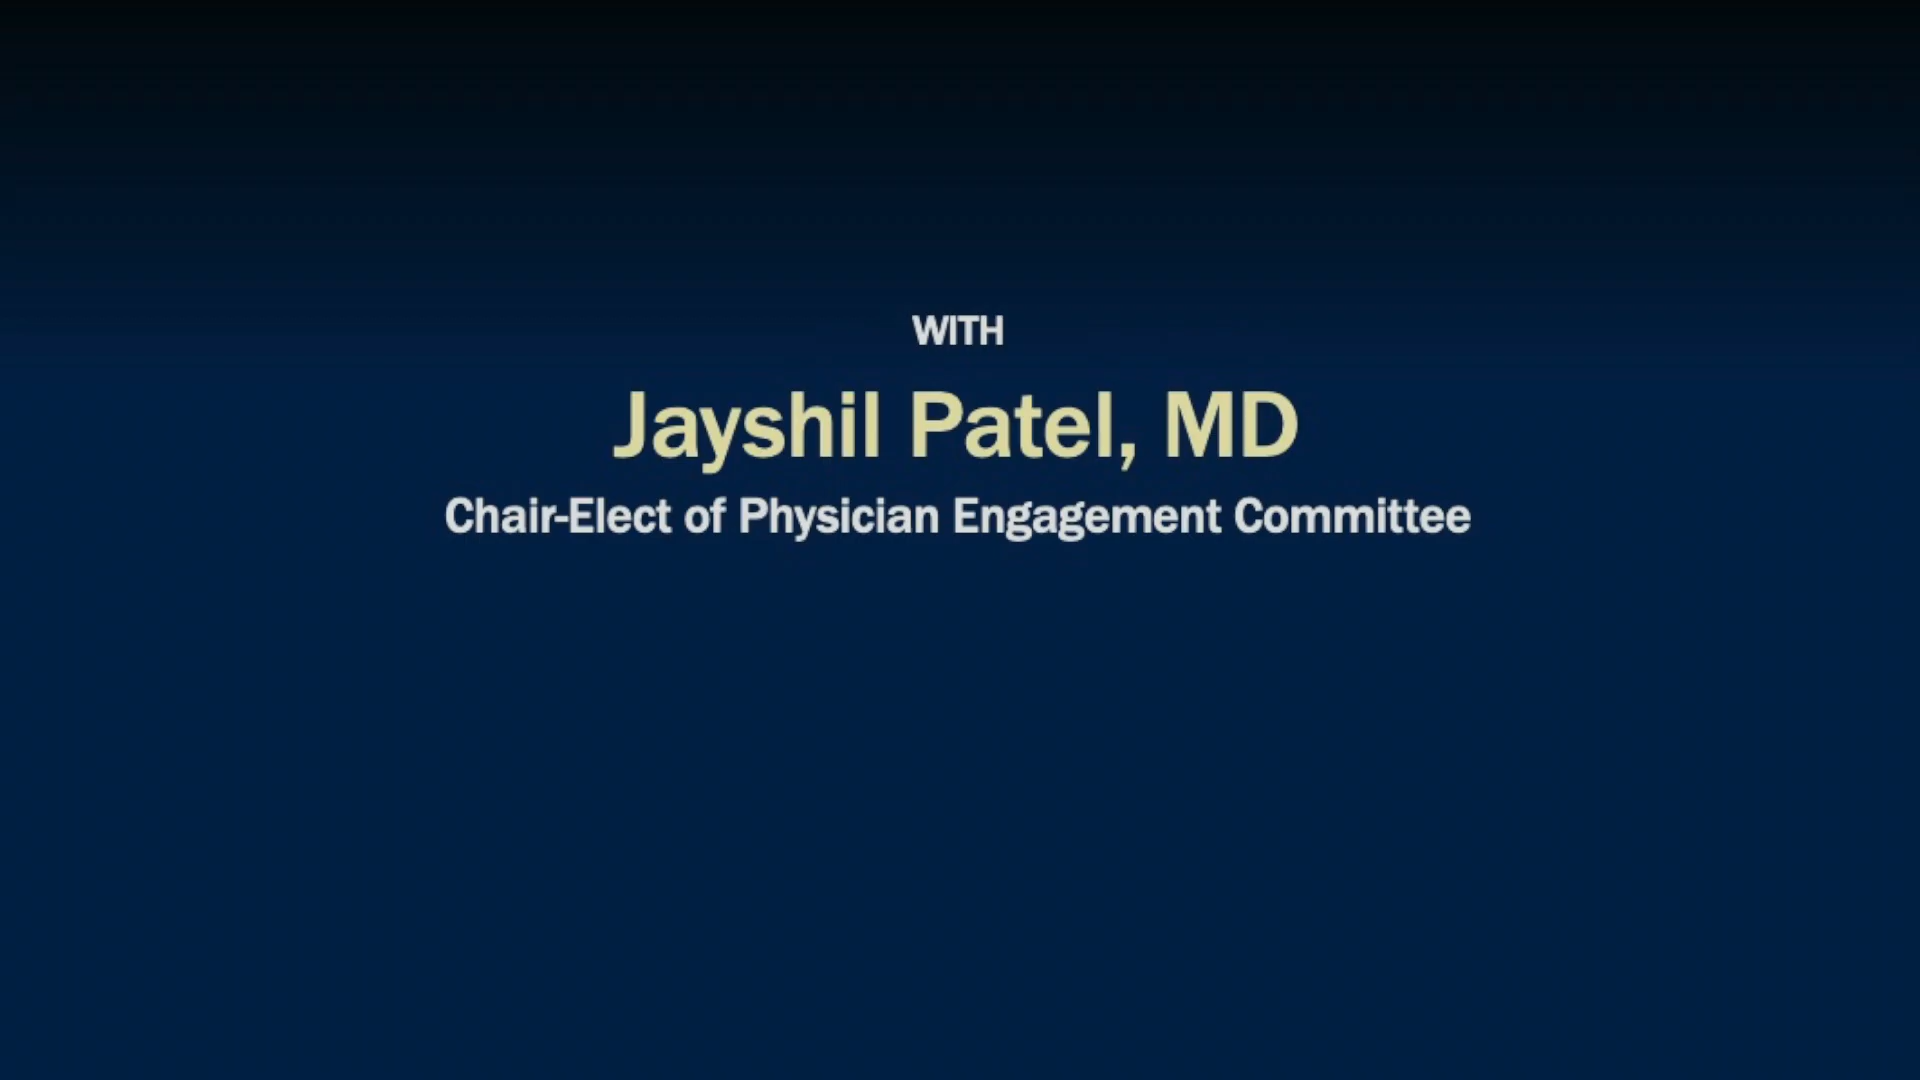 WITH
Jayshil Patel, MD
Chair-Elect of Physician Engagement Committee